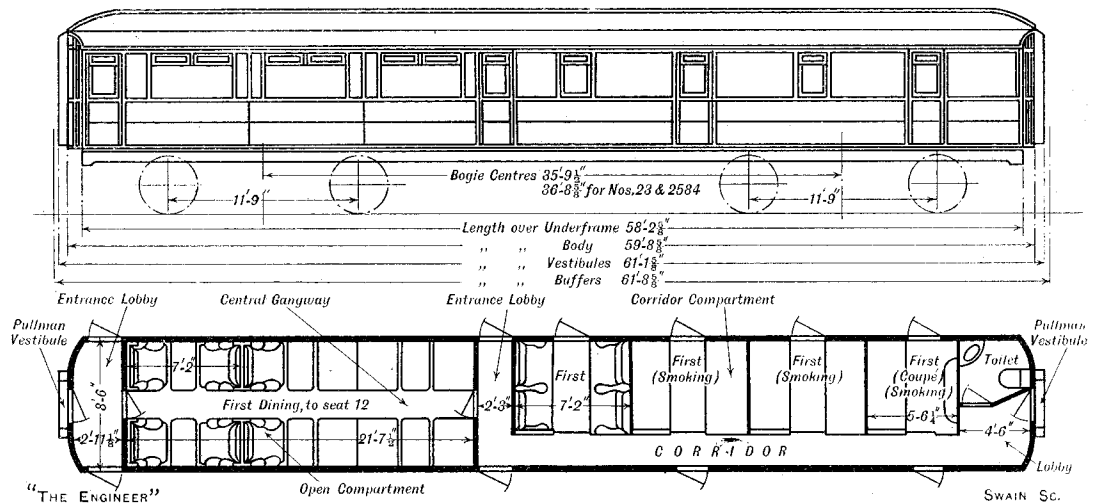 Bogie Centres 35'-9½"
36'-8⅝" for Nos, 23 & 2584
11'-9"
11'-9"
Length over Underframe 58'-2⅝"
,, ,, Body 59'-8⅝"
,, ,, Vestibules 61'-1⅝"
,, ,, Buffers 61'-8⅝"
Entrance Lobby
Central Gangway
Entrance Lobby
Corridor Compartment
Pullman
Vestibule
Pullman
Vestibule
7'-2"
8'-6"
First Dining, to seat 12
2'-11⅛"
21'-7½"
2'-3"
First
7'-2"
First
(Smoking)
First
(Smoking)
First
(Coupé)
(Smoking)
5-6¼"
Toilet
4'-6"
CORRIDOR
Lobby
Open Compartment
"THE ENGINEER"
SWAIN SC.